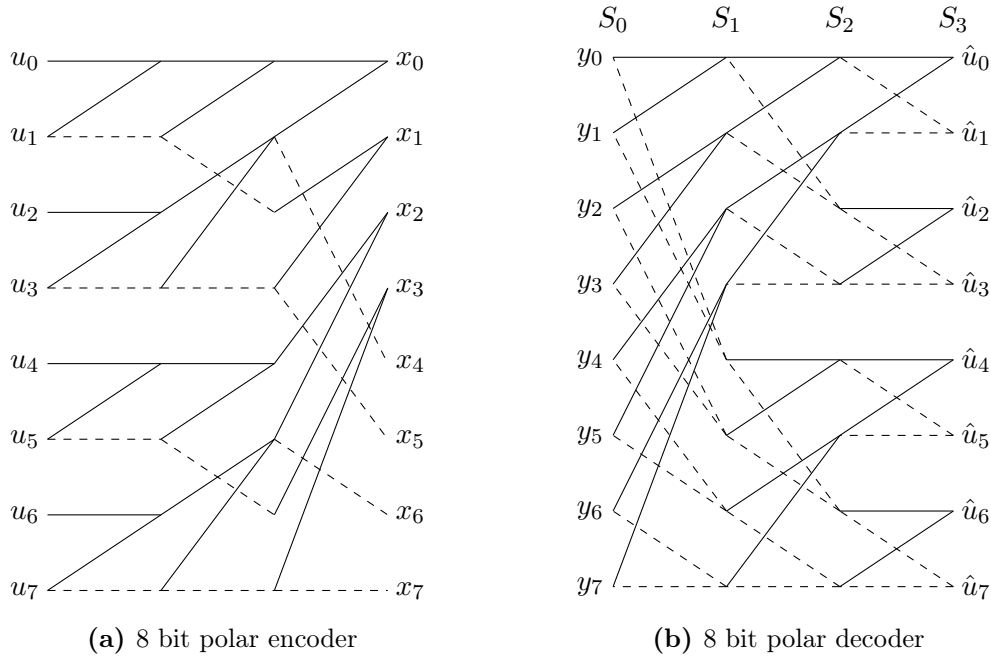 S0 S1 S2 S3
u0 x0 y0 û0
u1 x1 y1 û1
u2 x2 y2 û2
u3 x3 y3 û3
u4 x4 y4 û4
u5 x5 y5 û5
u6 x6 y6 û6
u7 x7 y7 û7
(a) 8 bit polar encoder
(b) 8 bit polar decoder